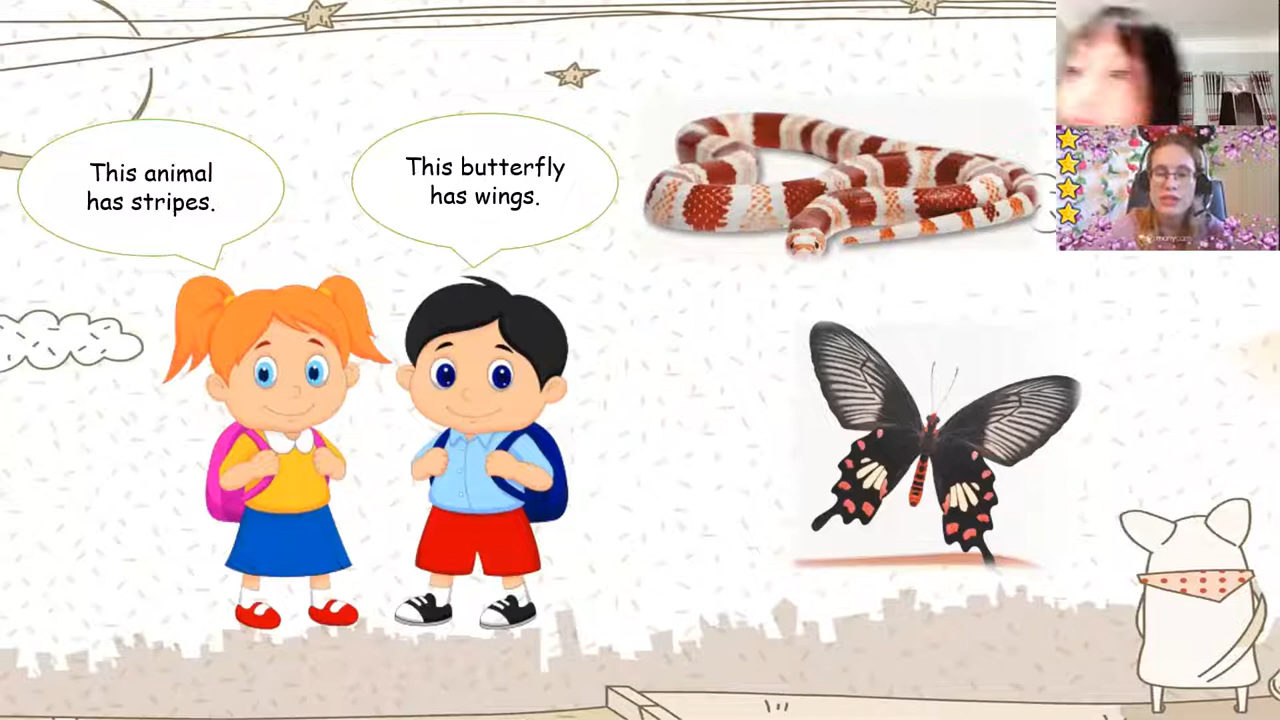 This animal
has stripes.
This butterfly
has wings.